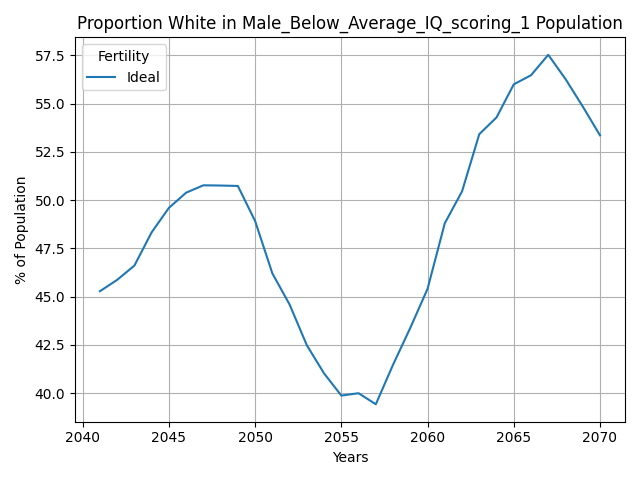 Proportion White in Male_Below_Average_IQ_scoring_1 Population
Fertility
Ideal
% of Population
57.5
55.0
52.5
50.0
47.5
45.0
42.5
40.0
2040 2045 2050 2055 2060 2065 2070
Years